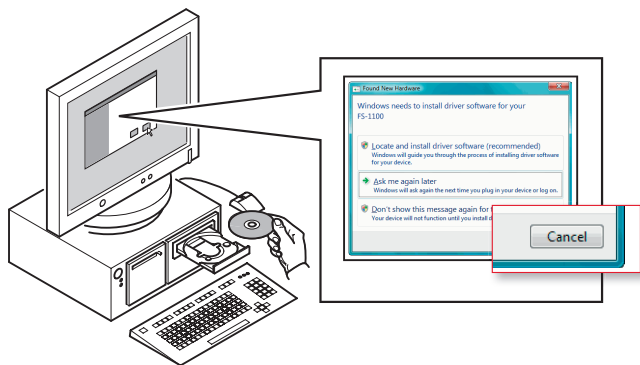 Found New Hardware
Windows needs to install driver software for your
FS-1100
Locate and install driver software (recommended)
Windows will guide you through the process of installing driver software
for your device.
Ask me again later
Windows will ask again the next time you plug in your device or log on.
Don't show this message again for
Your device will not function until you install
Cancel